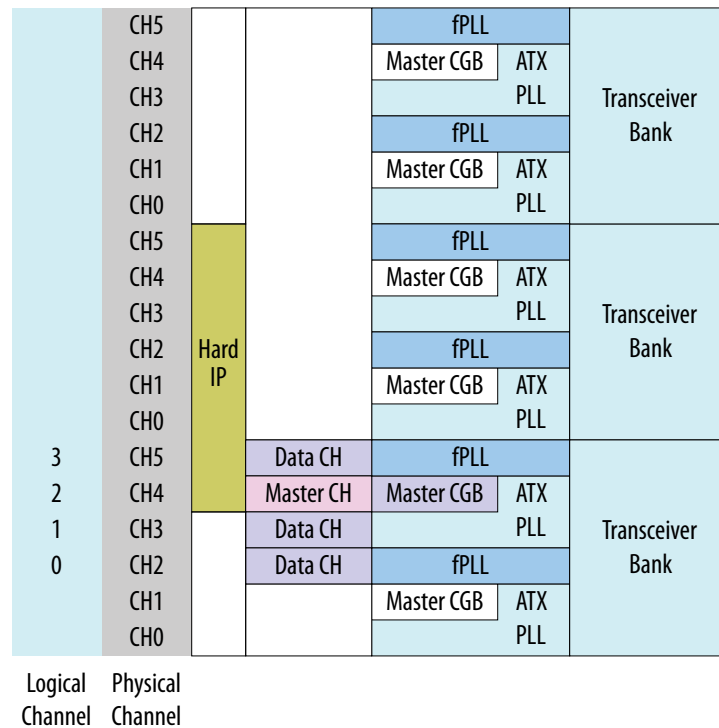 CH5 fPLL
CH4 Master CGB ATX
CH3 PLL Transceiver
CH2 fPLL Bank
CH1 Master CGB ATX
CH0 PLL
CH5 fPLL
CH4 Master CGB ATX
CH3 PLL Transceiver
CH2 Hard fPLL Bank
CH1 IP Master CGB ATX
CH0 PLL
3 CH5 Data CH fPLL
2 CH4 Master CH Master CGB ATX
1 CH3 Data CH PLL Transceiver
0 CH2 Data CH fPLL Bank
CH1 Master CGB ATX
CH0 PLL
Logical Physical
Channel Channel